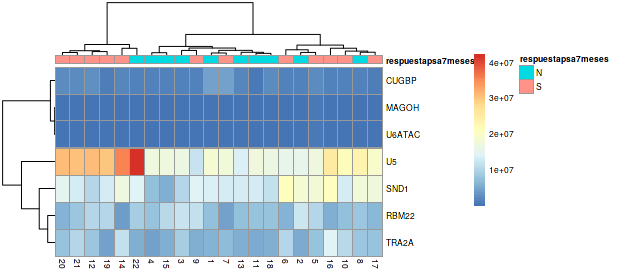 respuestapsa7meses
respuestapsa7meses
N
S
4e+07
3e+07
2e+07
1e+07
CUGBP
MAGOH
U6ATAC
U5
SND1
RBM22
TRA2A
20 21 12 19 14 22 4 15 3 9 1 7 13 11 18 6 2 5 16 10 8 17